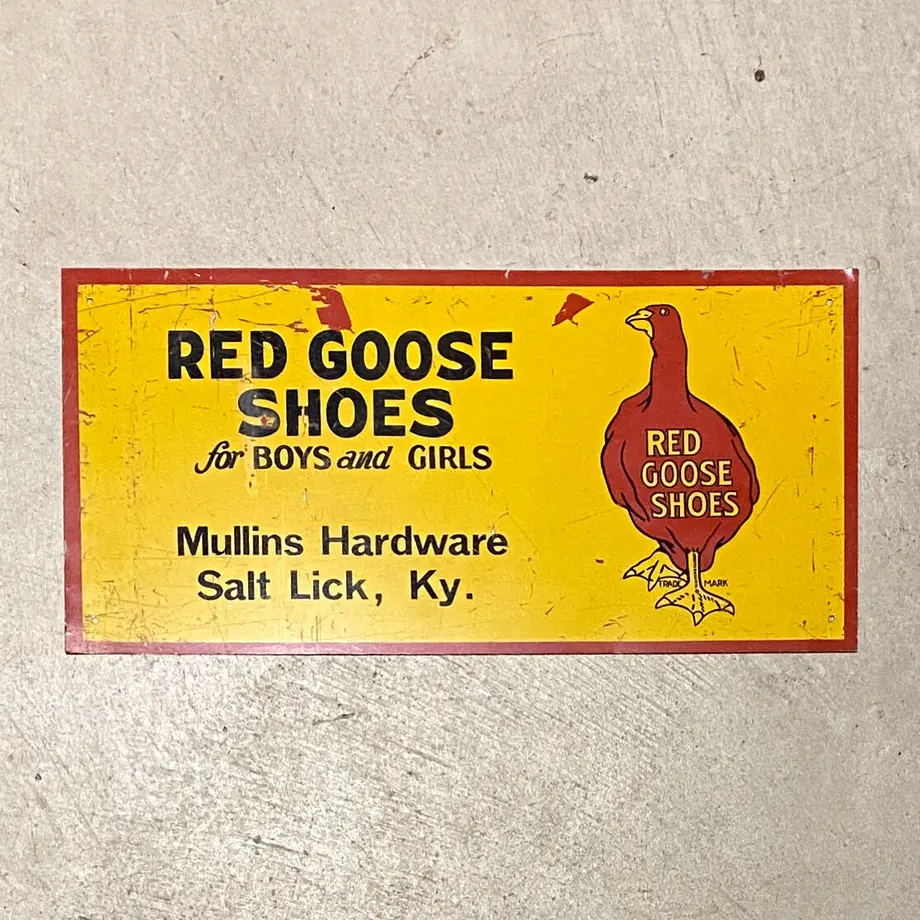 RED GOOSE
SHOES
for BOYS and GIRLS
Mullins Hardware
Salt Lick, Ky.
RED
GOOSE
SHOES
TRADE MARK